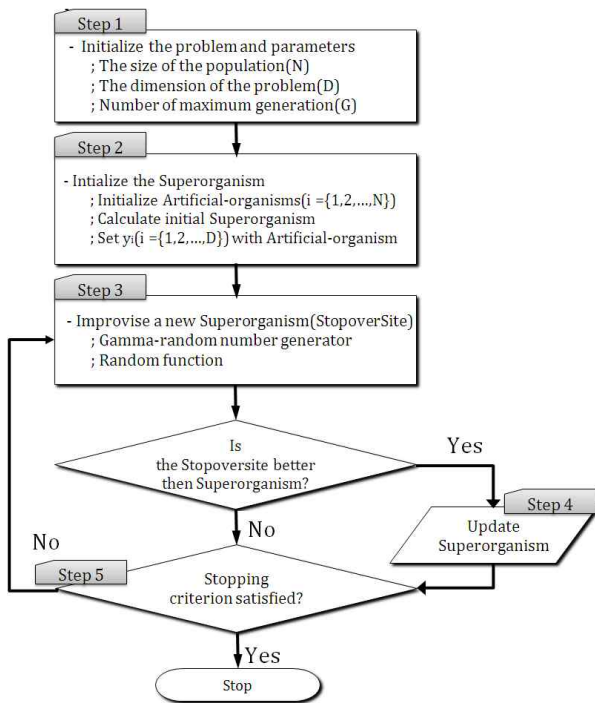 Step 1
- Initialize the problem and parameters
; The size of the population(N)
; The dimension of the problem(D)
; Number of maximum generation(G)
Step 2
- Intialize the Superorganism
; Initialize Artificial-organisms(i ={1,2,...,N})
; Calculate initial Superorganism
; Set yi(i ={1,2,...,D}) with Artificial-organism
Step 3
- Improvise a new Superorganism(StopoverSite)
; Gamma-random number generator
; Random function
Is
the Stopoversite better
then Superorganism?
Yes
No
Step 4
Update
Superorganism
No
Step 5
Stopping
criterion satisfied?
Yes
Stop